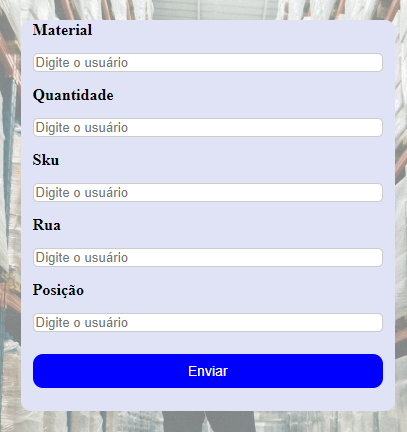 Material
Digite o usuário
Quantidade
Digite o usuário
Sku
Digite o usuário
Rua
Digite o usuário
Posição
Digite o usuário
Enviar